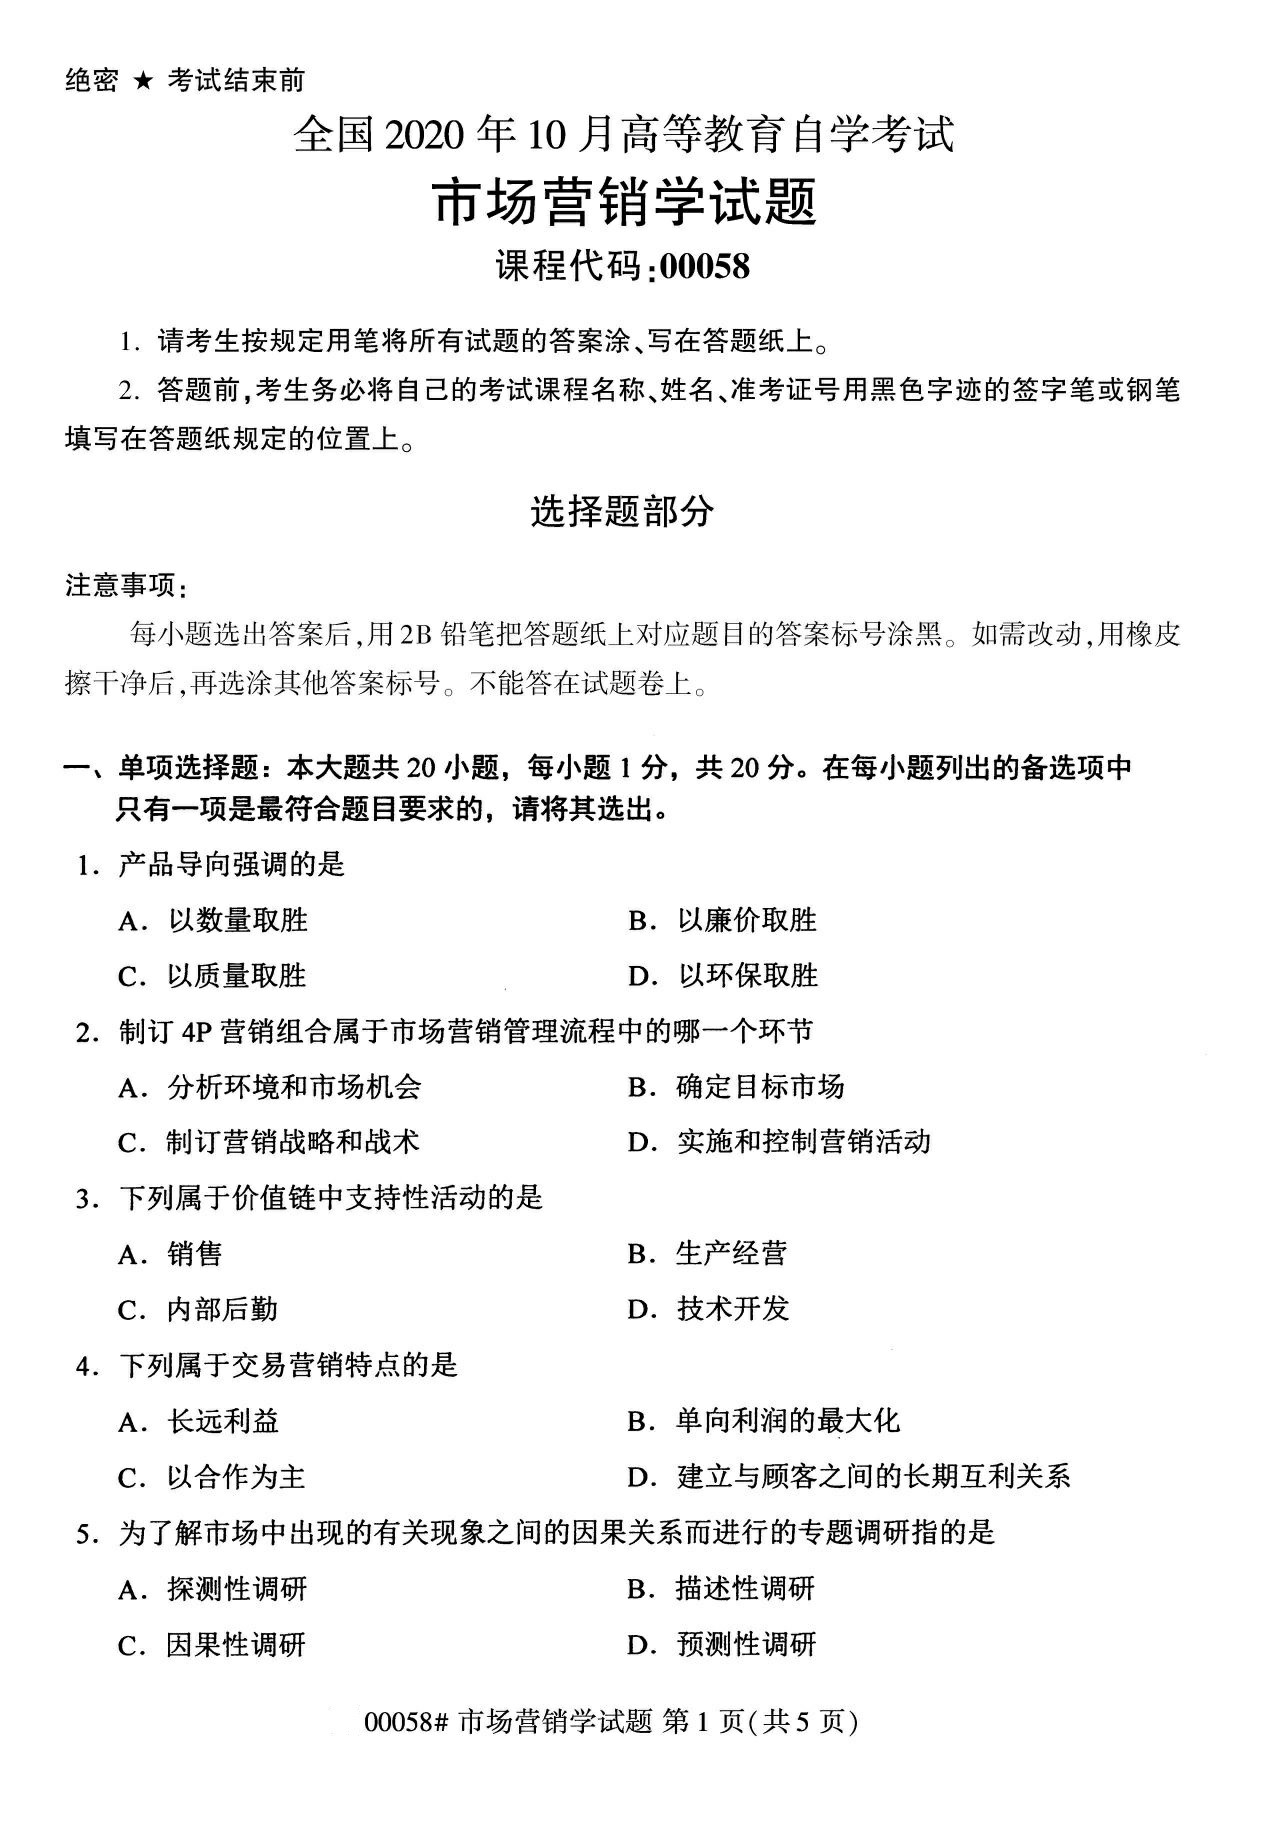 绝密 ★ 考试结束前
全国 2020 年 10 月高等教育自学考试
市场营销学试题
课程代码:00058
1. 请考生按规定用笔将所有试题的答案涂、写在答题纸上。
2. 答题前,考生务必将自己的考试课程名称、姓名、准考证号用黑色字迹的签字笔或钢笔
填写在答题纸规定的位置上。
选择题部分
注意事项:
每小题选出答案后,用 2B 铅笔把答题纸上对应题目的答案标号涂黑。如需改动,用橡皮
擦干净后,再选涂其他答案标号。不能答在试题卷上。
一、单项选择题：本大题共 20 小题，每小题 1 分，共 20 分。在每小题列出的备选项中
只有一项是最符合题目要求的，请将其选出。
1. 产品导向强调的是
A. 以数量取胜 B. 以廉价取胜
C. 以质量取胜 D. 以环保取胜
2. 制订 4P 营销组合属于市场营销管理流程中的哪一个环节
A. 分析环境和市场机会 B. 确定目标市场
C. 制订营销战略和战术 D. 实施和控制营销活动
3. 下列属于价值链中支持性活动的是
A. 销售 B. 生产经营
C. 内部后勤 D. 技术开发
4. 下列属于交易营销特点的是
A. 长远利益 B. 单向利润的最大化
C. 以合作为主 D. 建立与顾客之间的长期互利关系
5. 为了解市场中出现的有关现象之间的因果关系而进行的专题调研指的是
A. 探测性调研 B. 描述性调研
C. 因果性调研 D. 预测性调研
00058# 市场营销学试题 第 1 页(共 5 页)